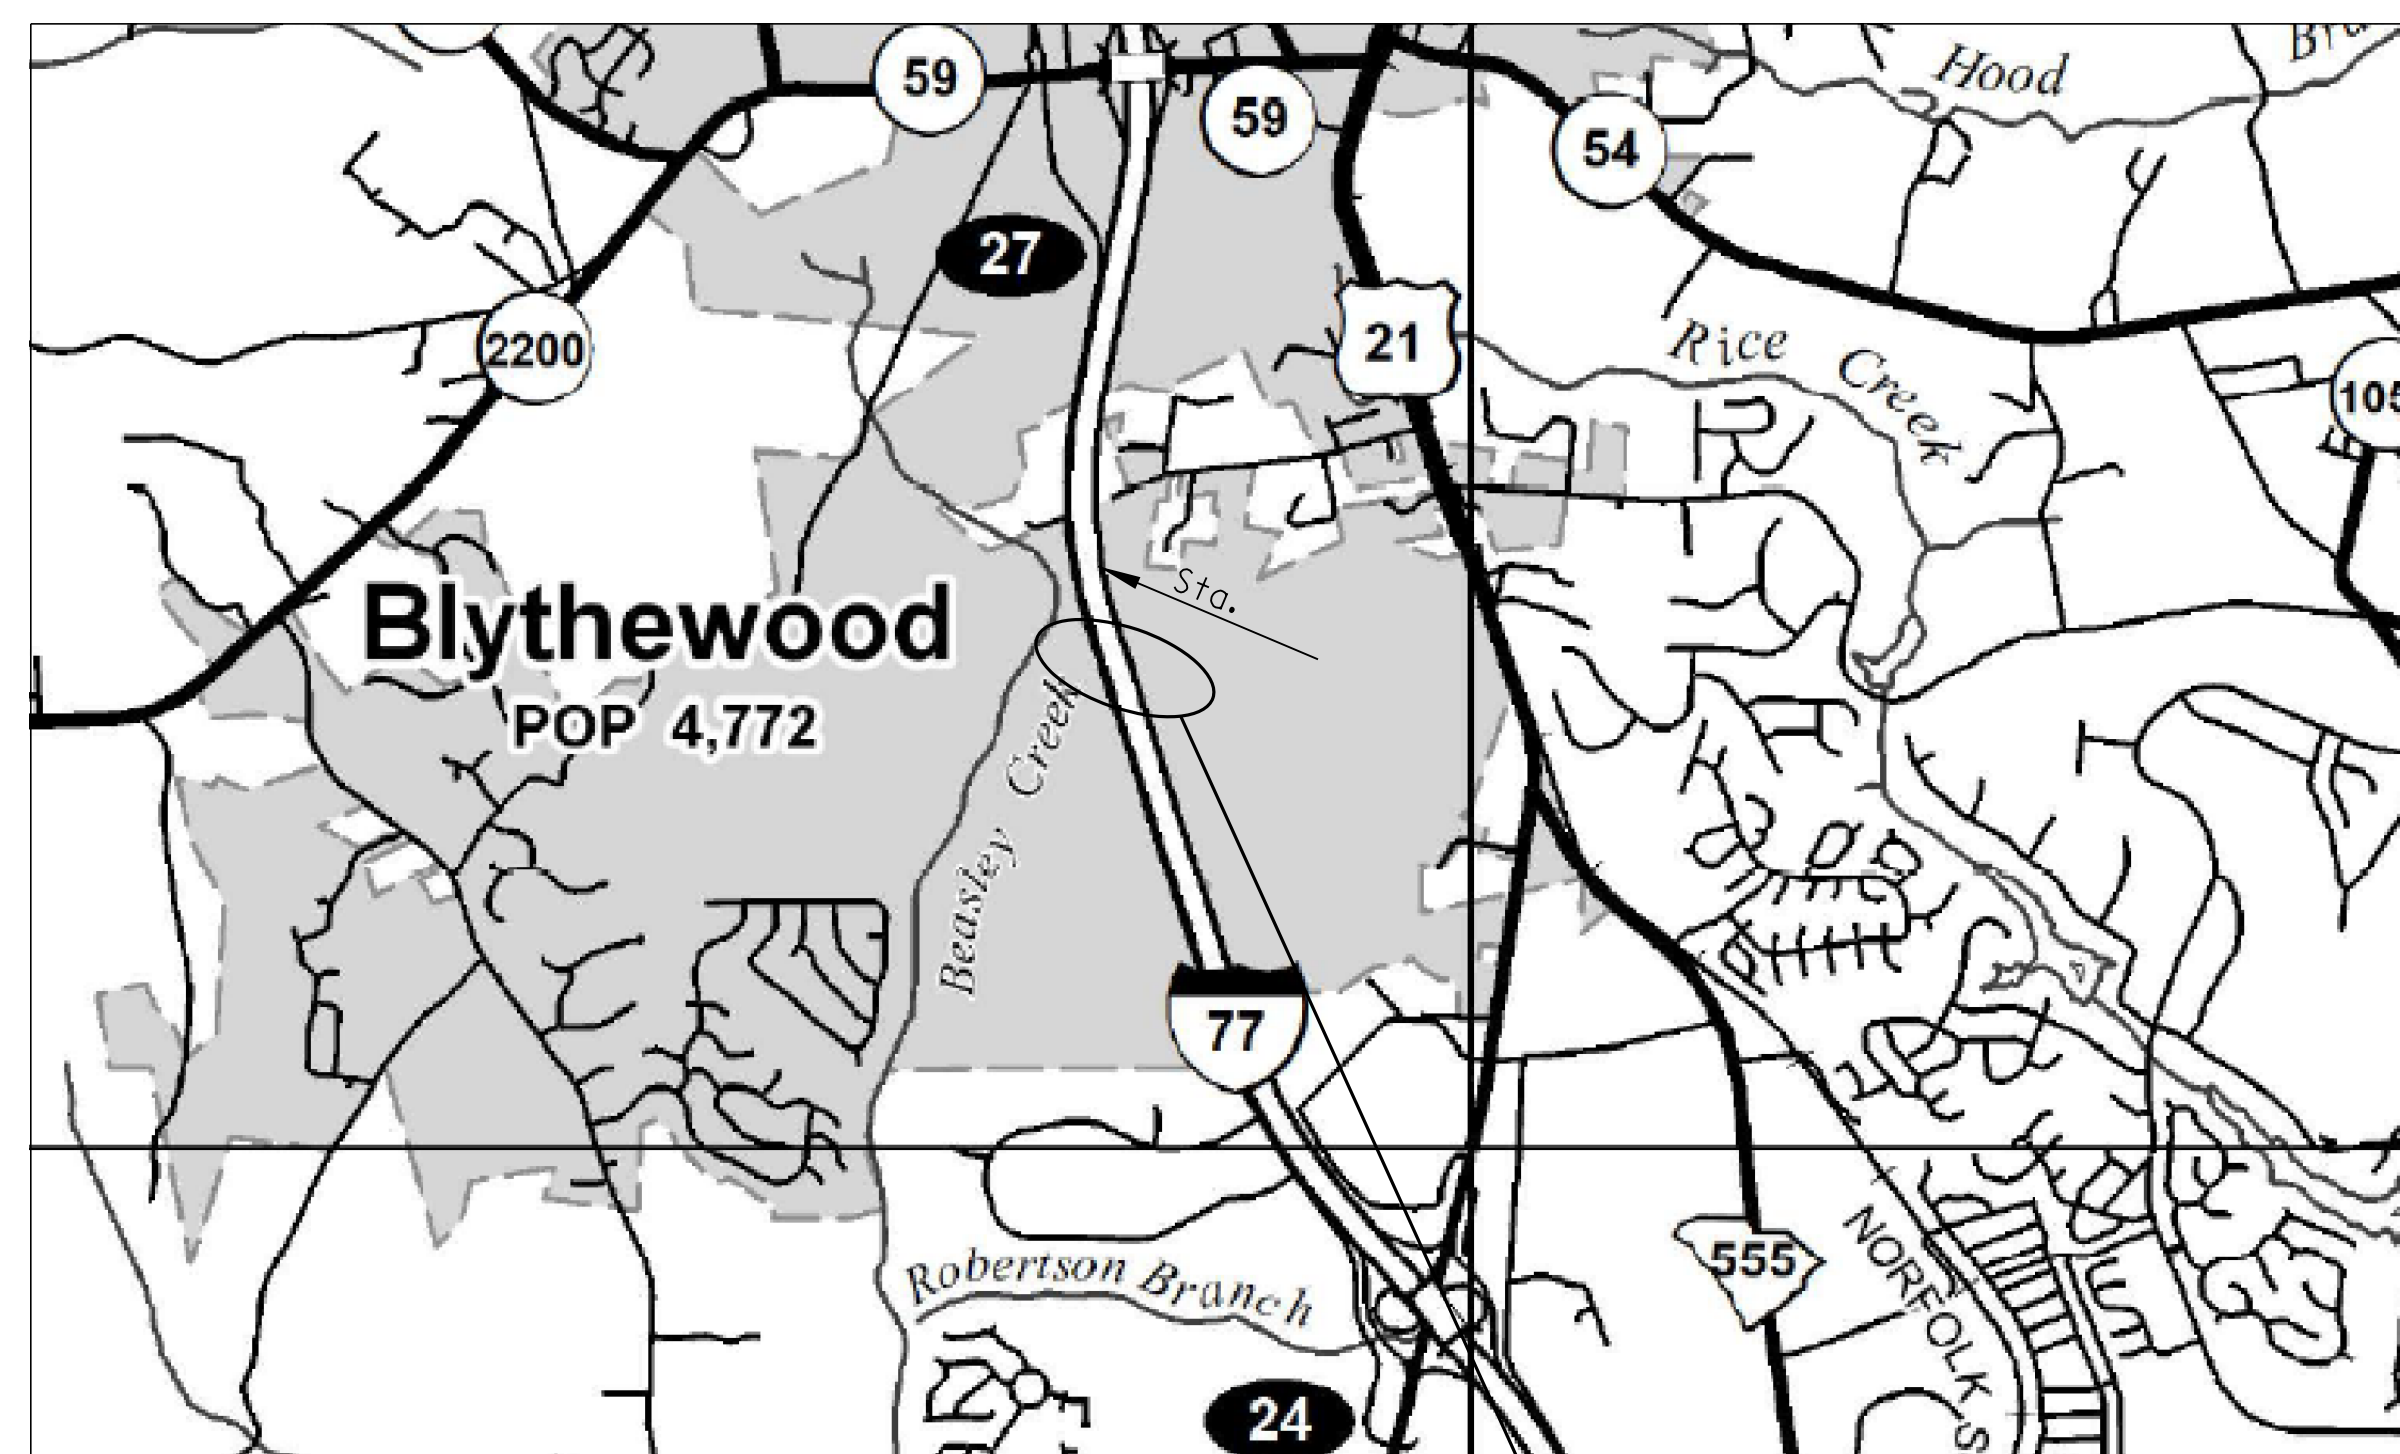 Hood
59
59
54
27
2200
21
Rice Creek
Sta.
Blythewood
POP 4,772
Beasley Creek
77
555
Robertson Branch
NORFOLK
24